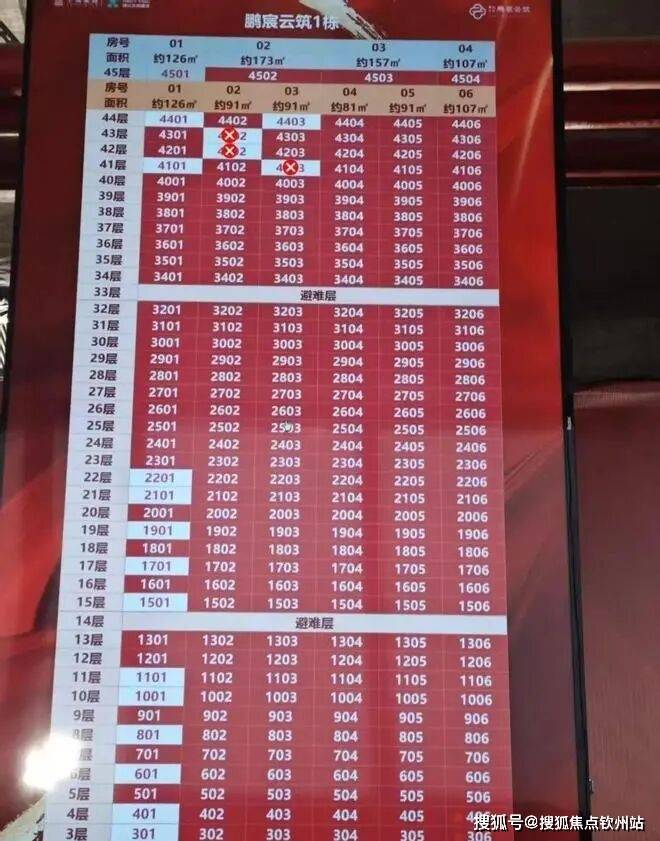 鹏宸云筑1栋
房号 01 02 03 04
面积 约126㎡ 约173㎡ 约157㎡ 约107㎡
45层 4501 4502 4503 4504
房号 01 02 03 04 05 06
面积 约126㎡ 约91㎡ 约91㎡ 约81㎡ 约91㎡ 约107㎡
44层 4401 4402 4403 4404 4405 4406
43层 4301 4303 4304 4305 4306
42层 4201 4203 4204 4205 4206
41层 4101 4102 4104 4105 4106
40层 4001 4002 4003 4004 4005 4006
39层 3901 3902 3903 3904 3905 3906
38层 3801 3802 3803 3804 3805 3806
37层 3701 3702 3703 3704 3705 3706
36层 3601 3602 3603 3604 3605 3606
35层 3501 3502 3503 3504 3505 3506
34层 3401 3402 3403 3404 3405 3406
33层 避难层
32层 3201 3202 3203 3204 3205 3206
31层 3101 3102 3103 3104 3105 3106
30层 3001 3002 3003 3004 3005 3006
29层 2901 2902 2903 2904 2905 2906
28层 2801 2802 2803 2804 2805 2806
27层 2701 2702 2703 2704 2705 2706
26层 2601 2602 2603 2604 2605 2606
25层 2501 2502 2503 2504 2505 2506
24层 2401 2402 2403 2404 2405 2406
23层 2301 2302 2303 2304 2305 2306
22层 2201 2202 2203 2204 2205 2206
21层 2101 2102 2103 2104 2105 2106
20层 2001 2002 2003 2004 2005 2006
19层 1901 1902 1903 1904 1905 1906
18层 1801 1802 1803 1804 1805 1806
17层 1701 1702 1703 1704 1705 1706
16层 1601 1602 1603 1604 1605 1606
15层 1501 1502 1503 1504 1505 1506
14层 避难层
13层 1301 1302 1303 1304 1305 1306
12层 1201 1202 1203 1204 1205 1206
11层 1101 1102 1103 1104 1105 1106
10层 1001 1002 1003 1004 1005 1006
9层 901 902 903 904 905 906
8层 801 802 803 804 805 806
层 701 702 703 704 705 706
6层 601 602 603 604 605 606
5层 501 502 503 504 505 506
4层 401 402 403 404 405
3层 301 302 303 304 305 306
搜狐号@搜狐焦点钦州站